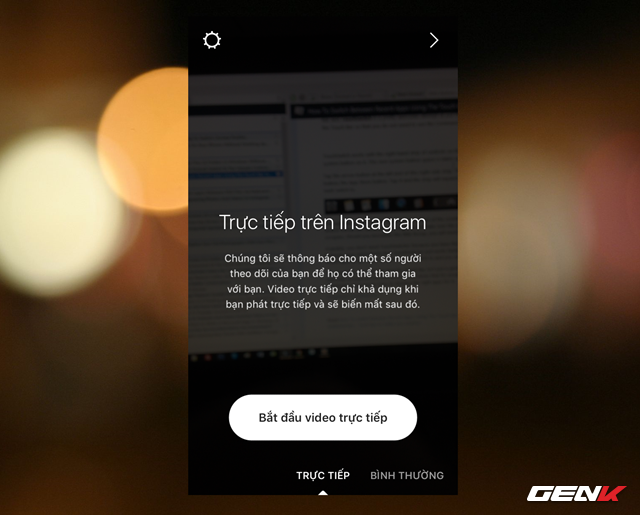 Trực tiếp trên Instagram
Chúng tôi sẽ thông báo cho một số người
theo dõi của bạn để họ có thể tham gia
với bạn. Video trực tiếp chỉ khả dụng khi
bạn phát trực tiếp và sẽ biến mất sau đó.
Bắt đầu video trực tiếp
TRỰC TIẾP BÌNH THƯỜNG
GENK